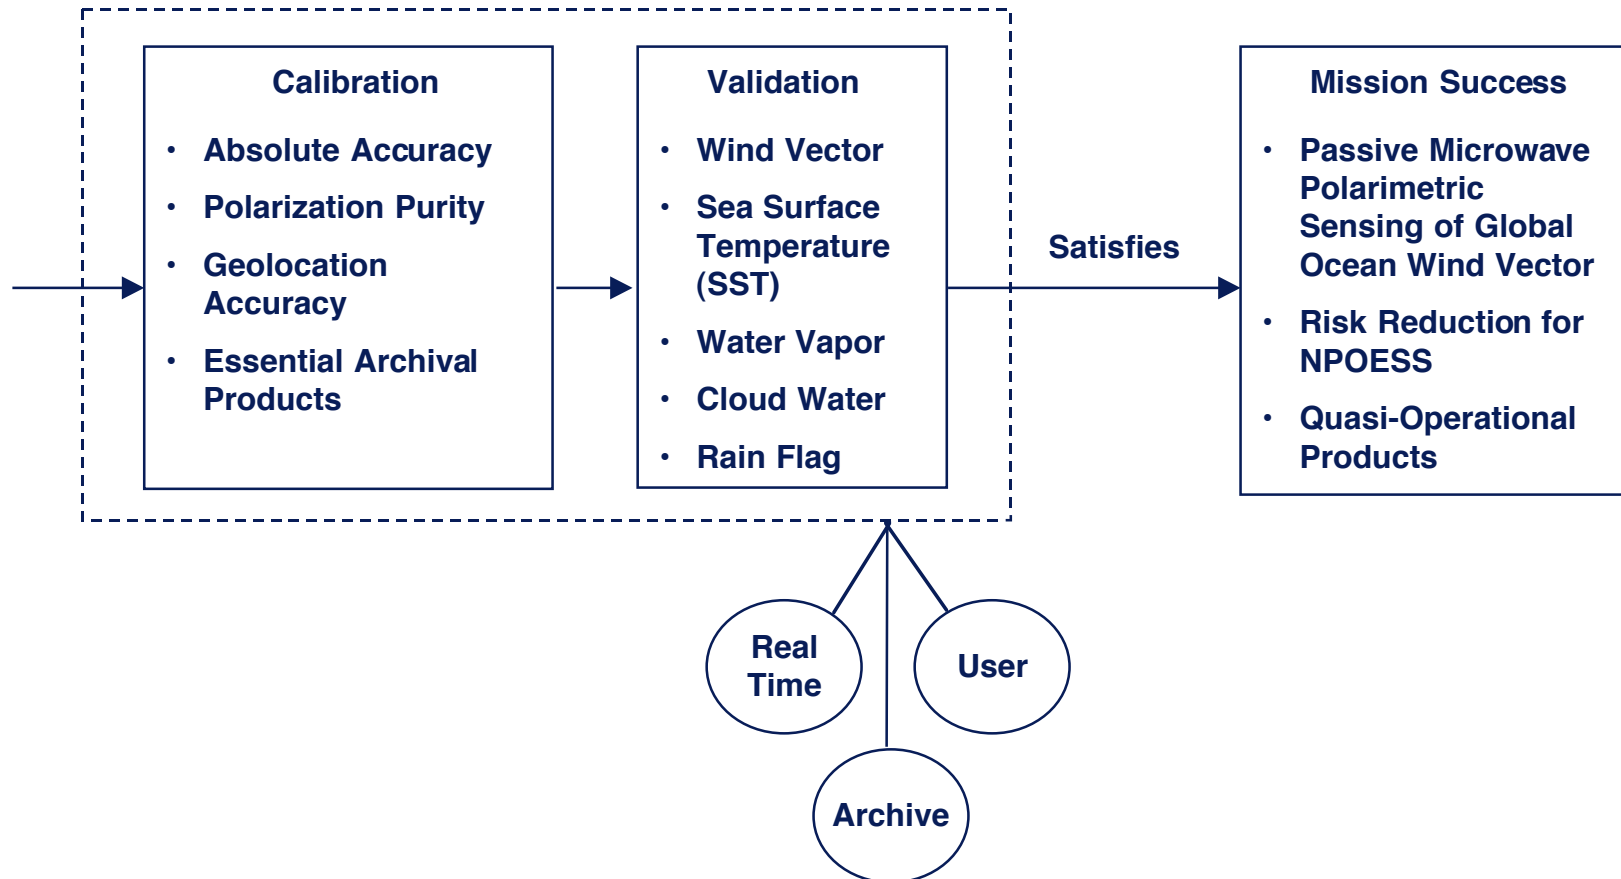 Calibration
• Absolute Accuracy
• Polarization Purity
• Geolocation
Accuracy
• Essential Archival
Products
Validation
• Wind Vector
• Sea Surface
Temperature
(SST)
• Water Vapor
• Cloud Water
• Rain Flag
Satisfies
Mission Success
• Passive Microwave
Polarimetric
Sensing of Global
Ocean Wind Vector
• Risk Reduction for
NPOESS
• Quasi-Operational
Products
Real
Time
User
Archive